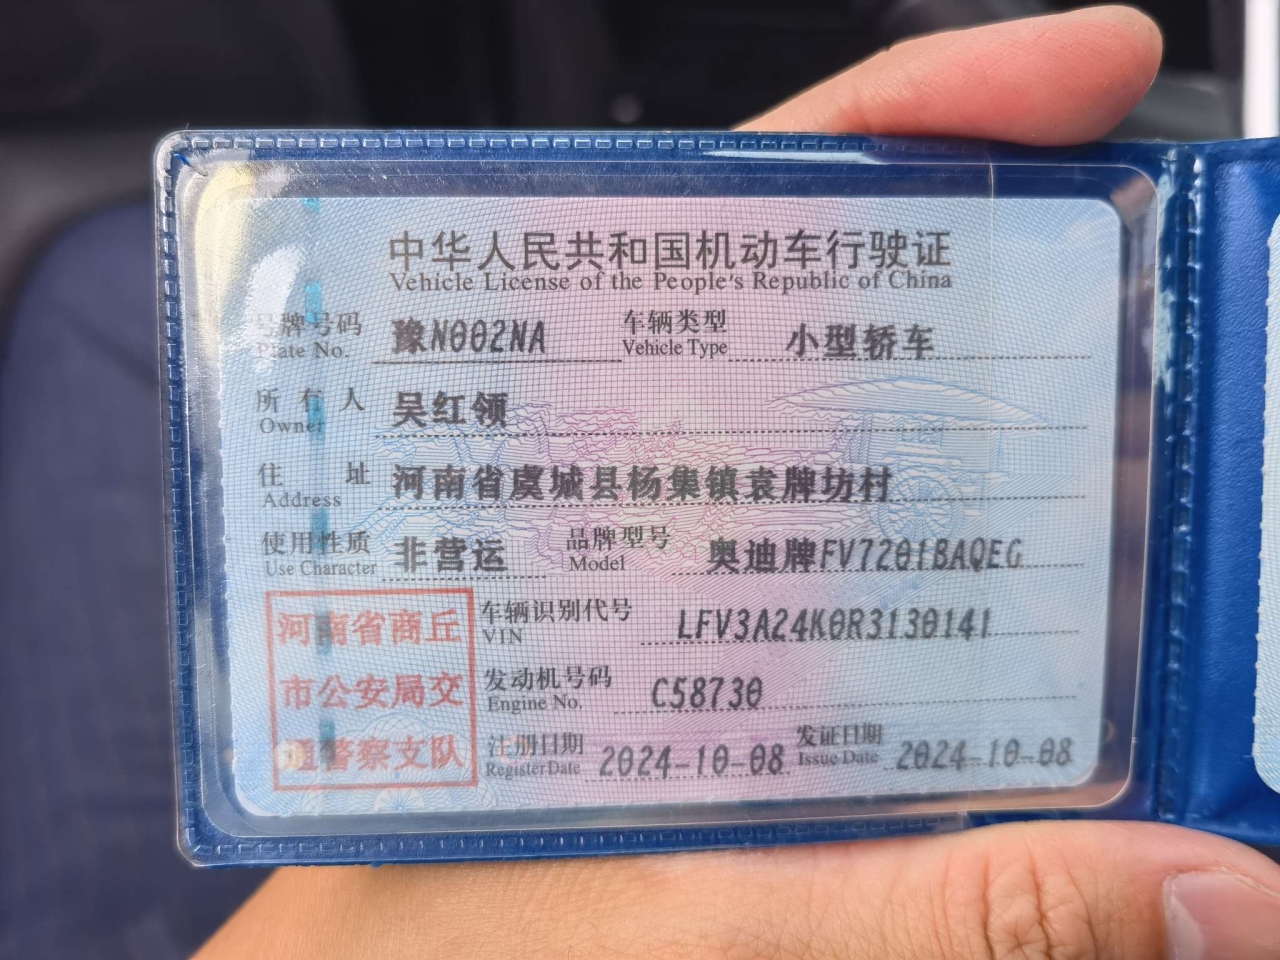 中华人民共和国机动车行驶证
Vehicle License of the People's Republic of China
号牌号码 豫N002NA 车辆类型 小型轿车
Plate No. Vehicle Type
所有人 吴红领
Owner
住址 河南省虞城县杨集镇袁牌坊村
Address
使用性质 非营运 品牌型号 奥迪牌FV7201BAQEG
Use Character Model
河南省商丘
市公安局交
通警察支队
车辆识别代号 LFV3A24K0R3130141
VIN
发动机号码 C58730
Engine No.
注册日期 2024-10-08 发证日期 2024-10-08
Register Date Issue Date